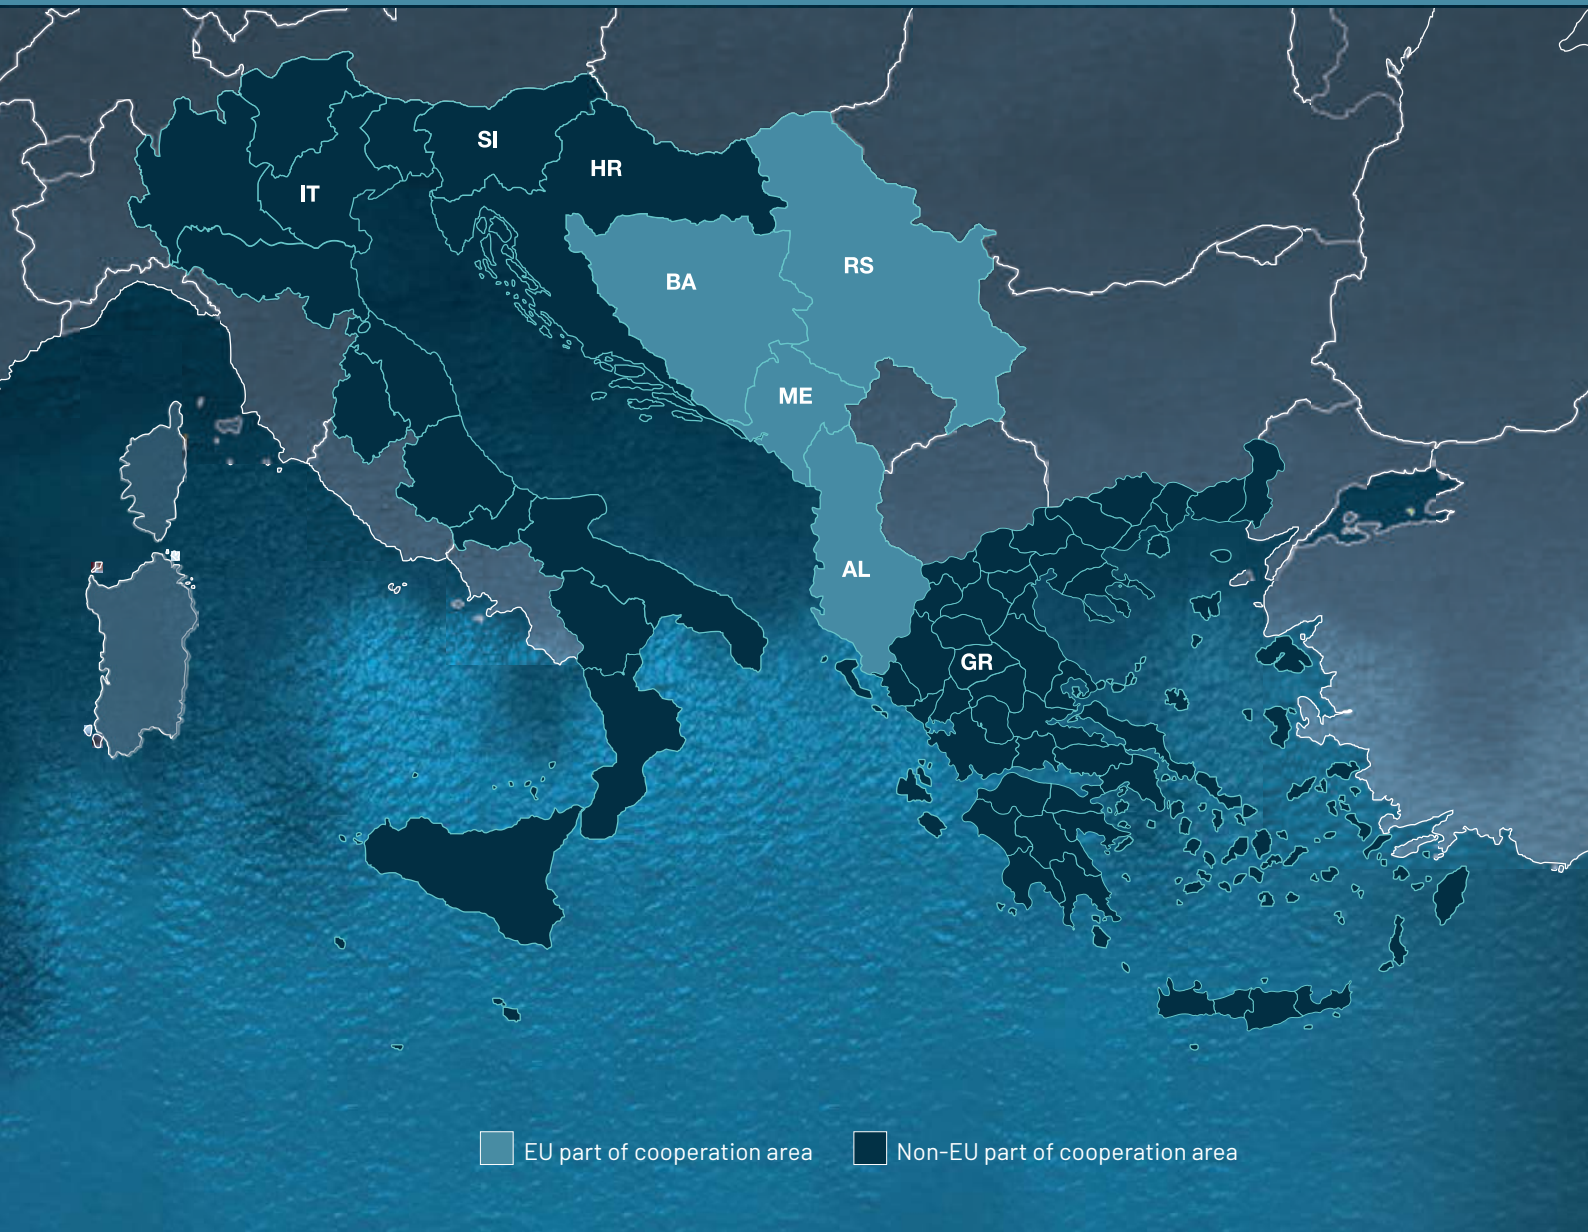 SI
HR
IT
RS
BA
ME
AL
GR
EU part of cooperation area
Non-EU part of cooperation area